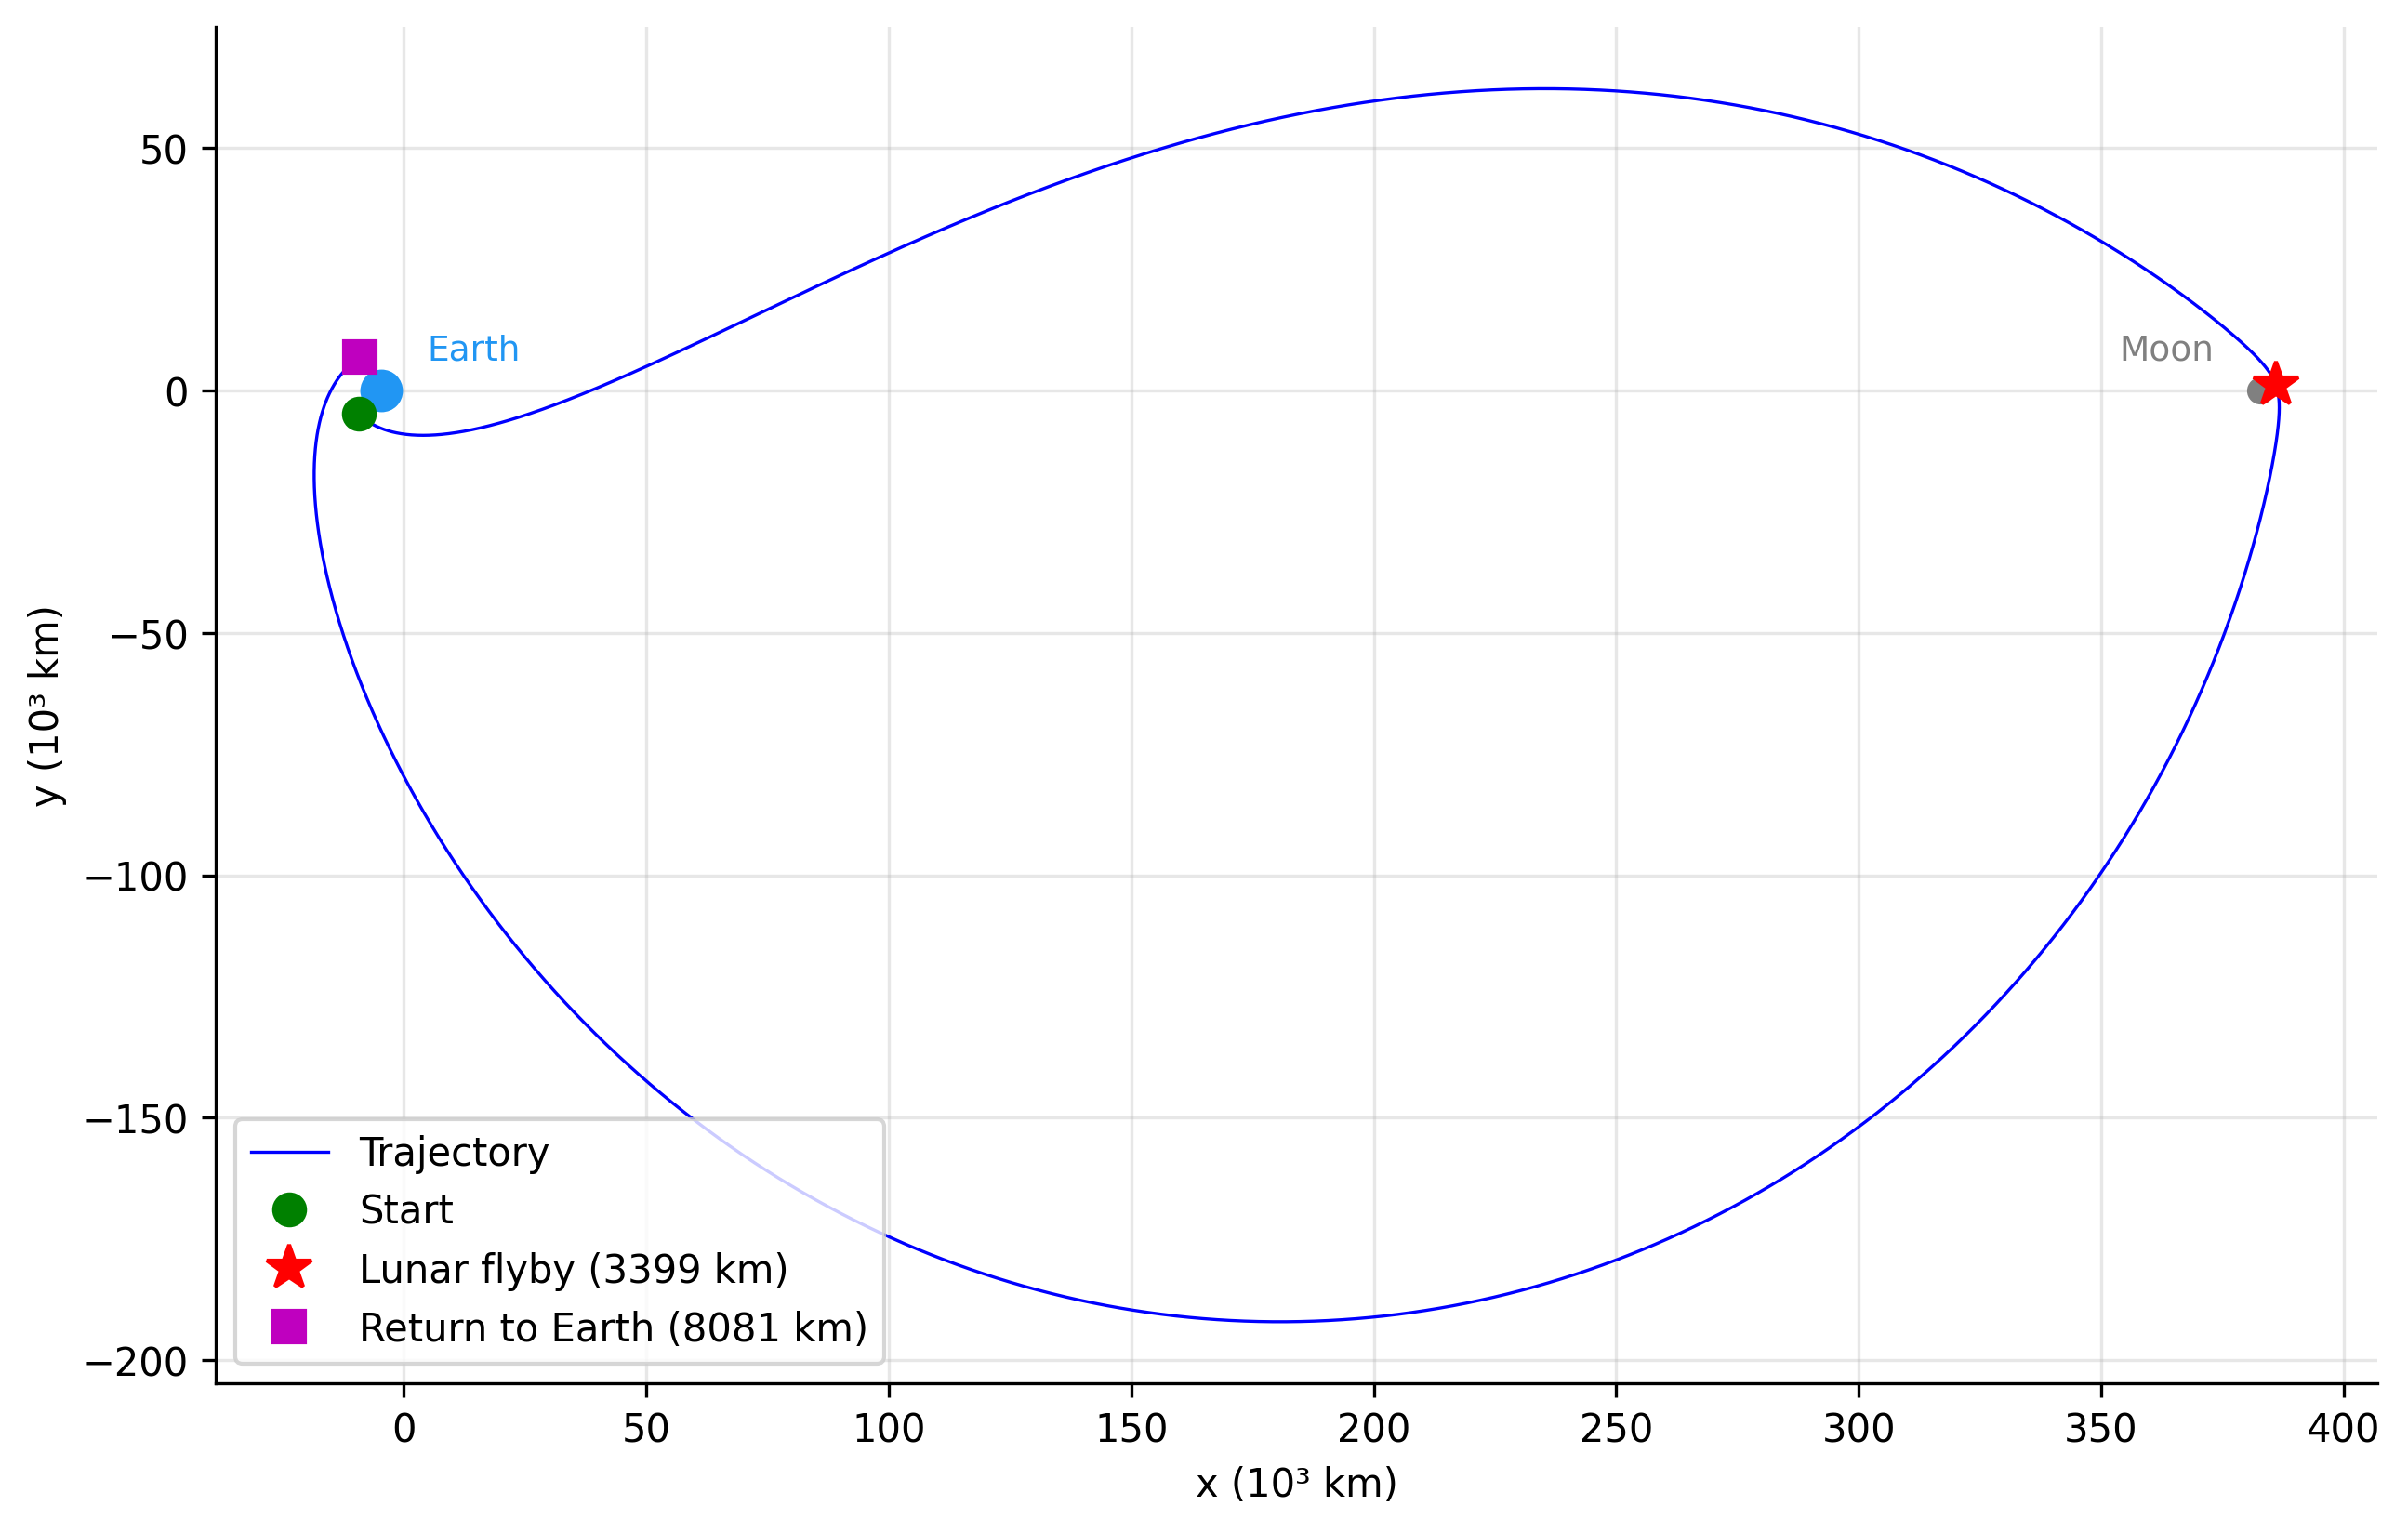 50
0
−50
−100
−150
−200
y (10³ km)
Earth
Moon
Trajectory
Start
Lunar flyby (3399 km)
Return to Earth (8081 km)
0 50 100 150 200 250 300 350 400
x (10³ km)